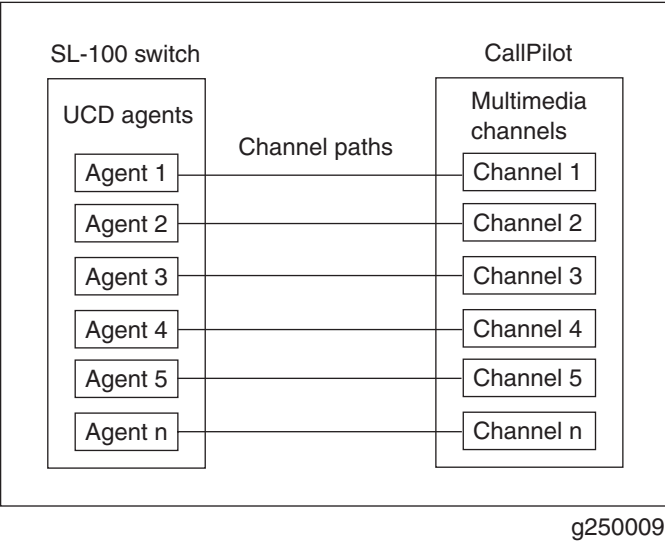 SL-100 switch
CallPilot
UCD agents
Multimedia
channels
Channel paths
Agent 1
Channel 1
Agent 2
Channel 2
Agent 3
Channel 3
Agent 4
Channel 4
Agent 5
Channel 5
Agent n
Channel n
g250009